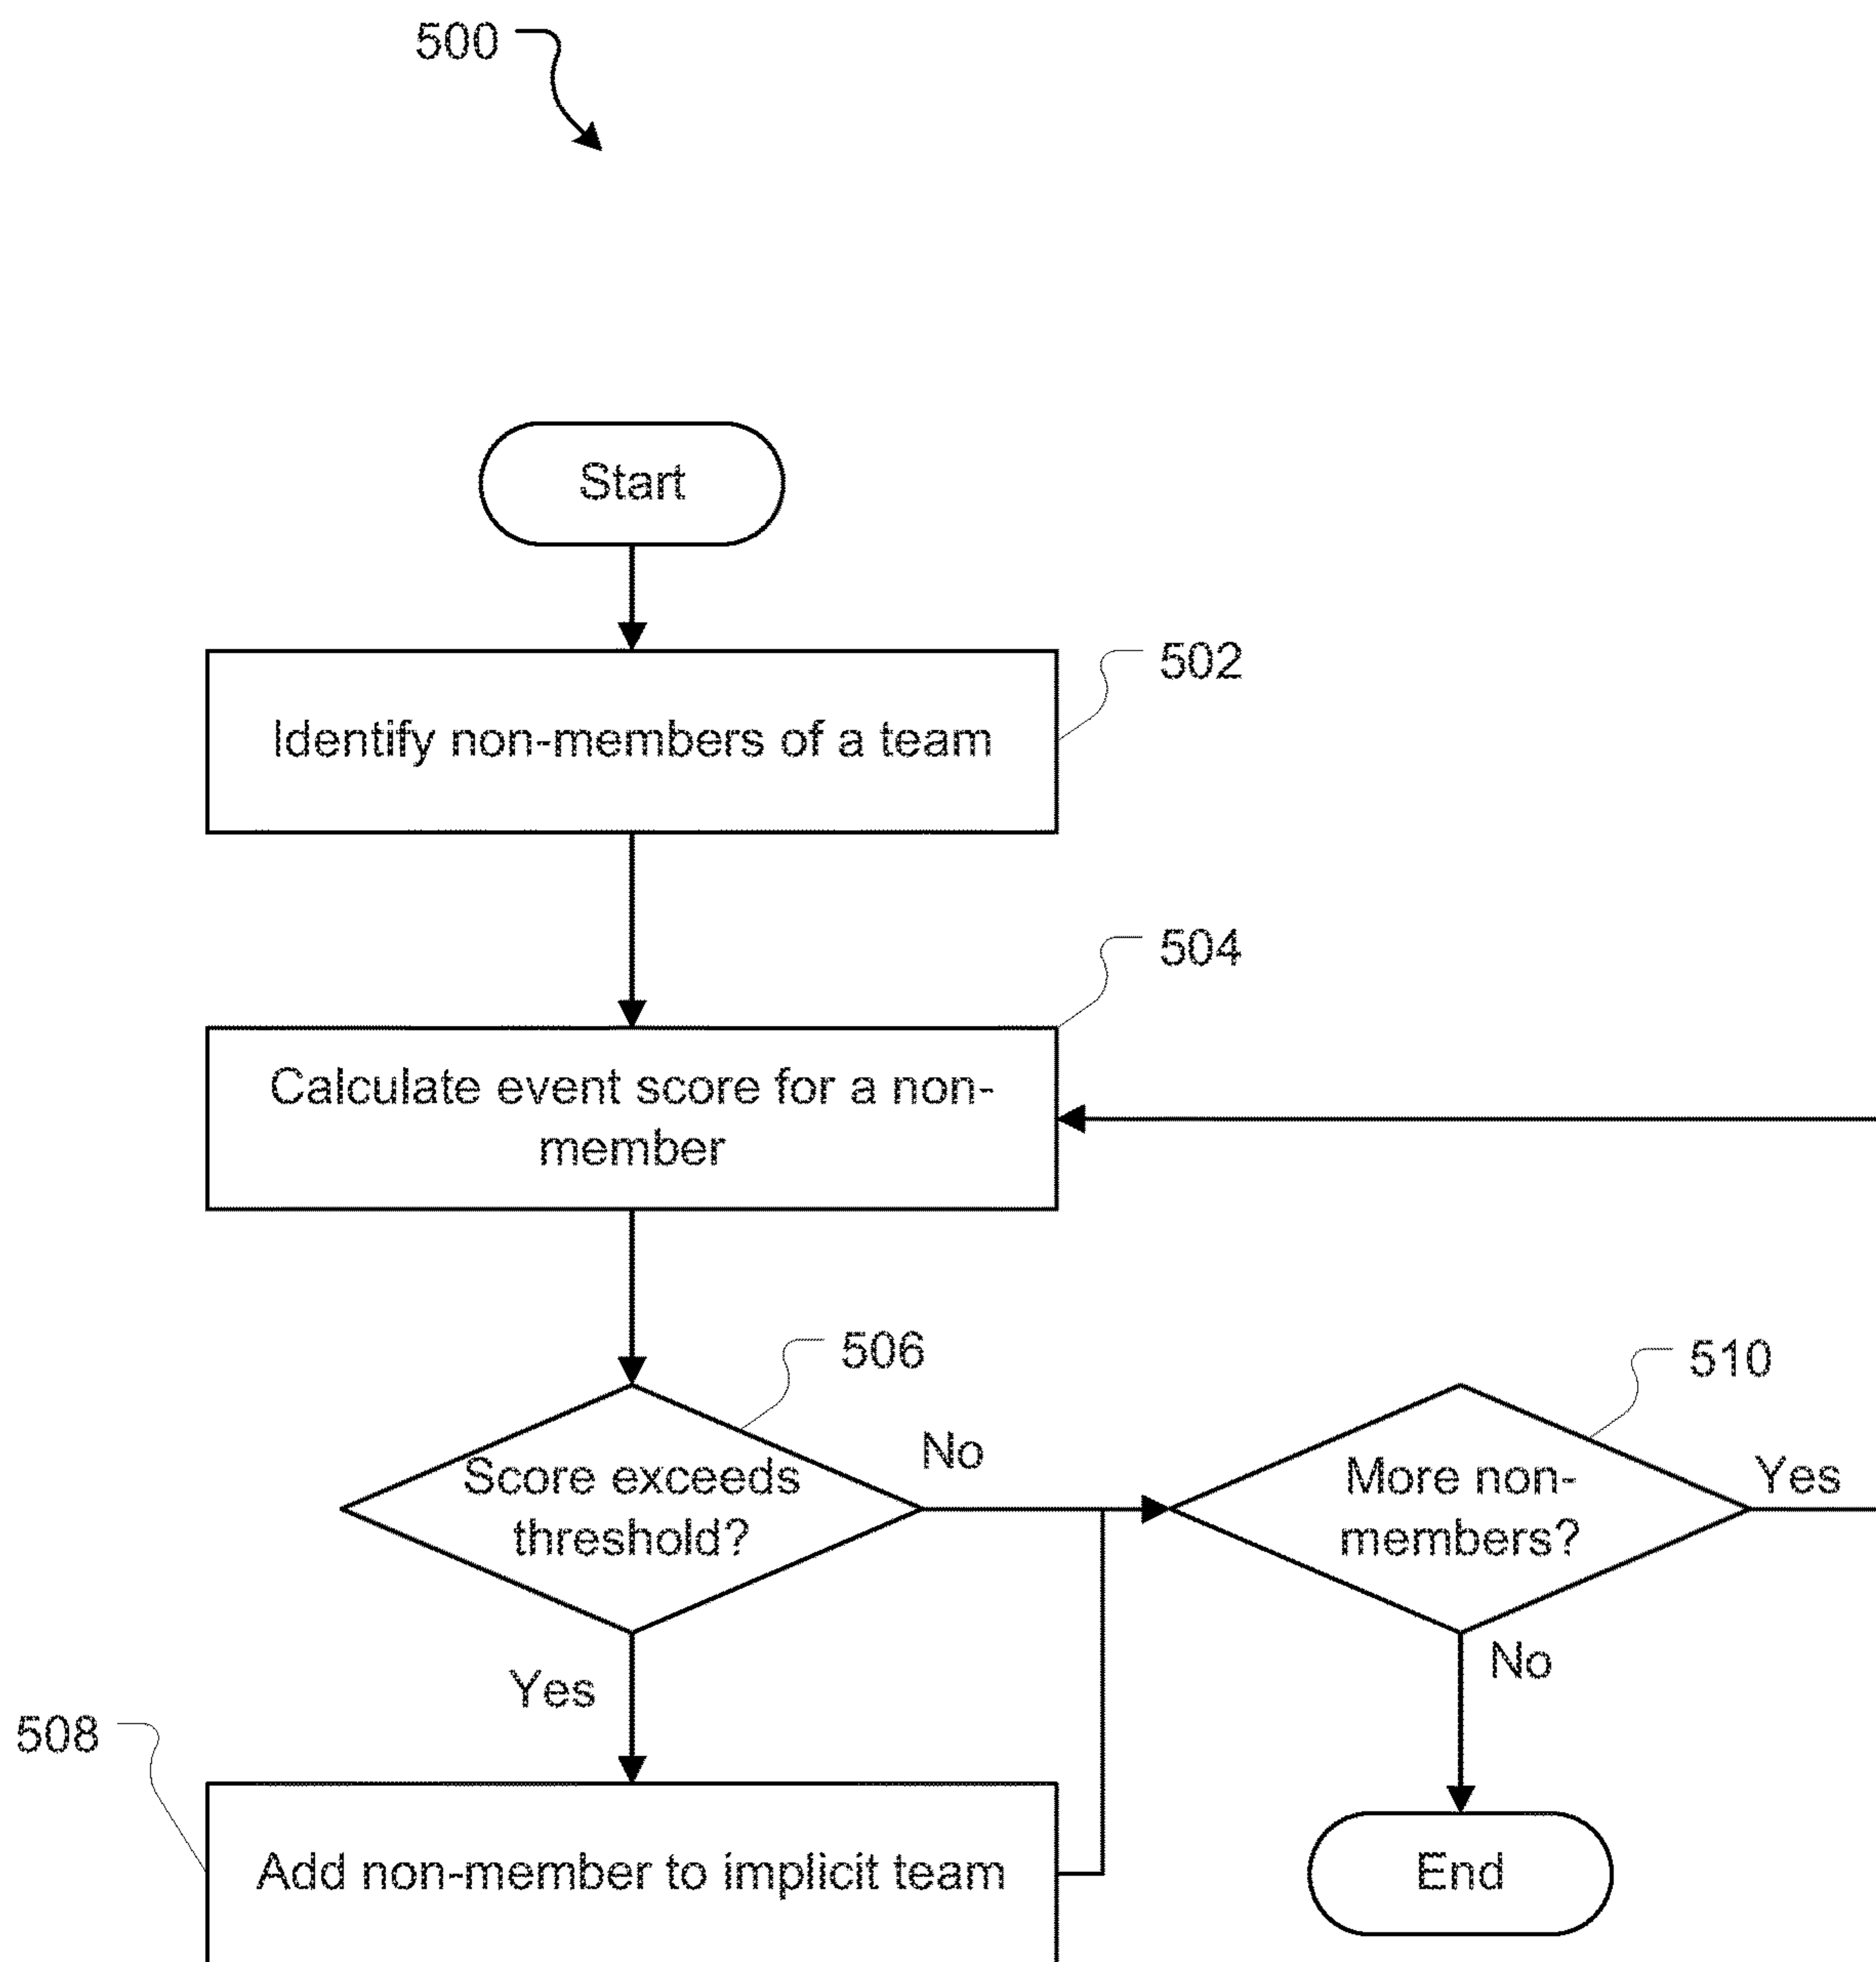 500
Start
502
Identify non-members of a team
504
Calculate event score for a non-
member
506
Score exceeds
threshold?
No
510
More non-
members?
Yes
Yes
No
508
Add non-member to implicit team
End